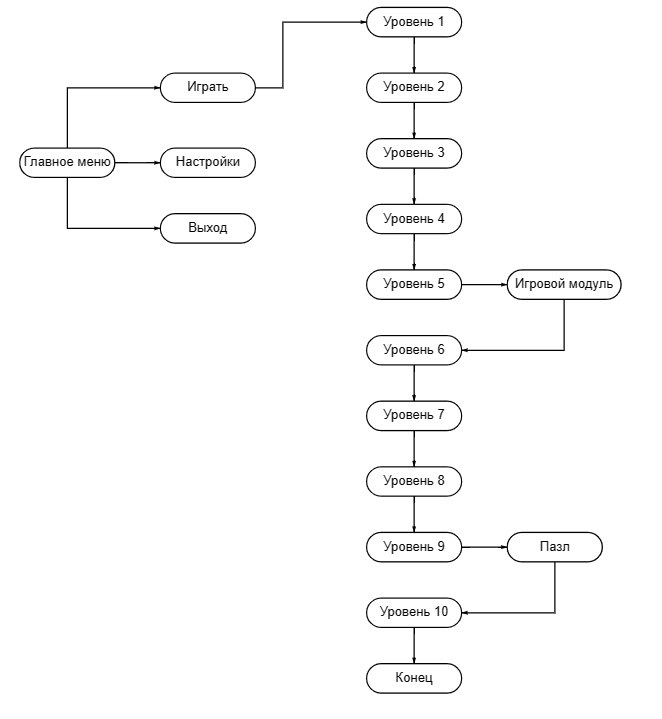 Уровень 1
Играть
Уровень 2
Главное меню
Настройки
Уровень 3
Выход
Уровень 4
Уровень 5
Игровой модуль
Уровень 6
Уровень 7
Уровень 8
Уровень 9
Пазл
Уровень 10
Конец